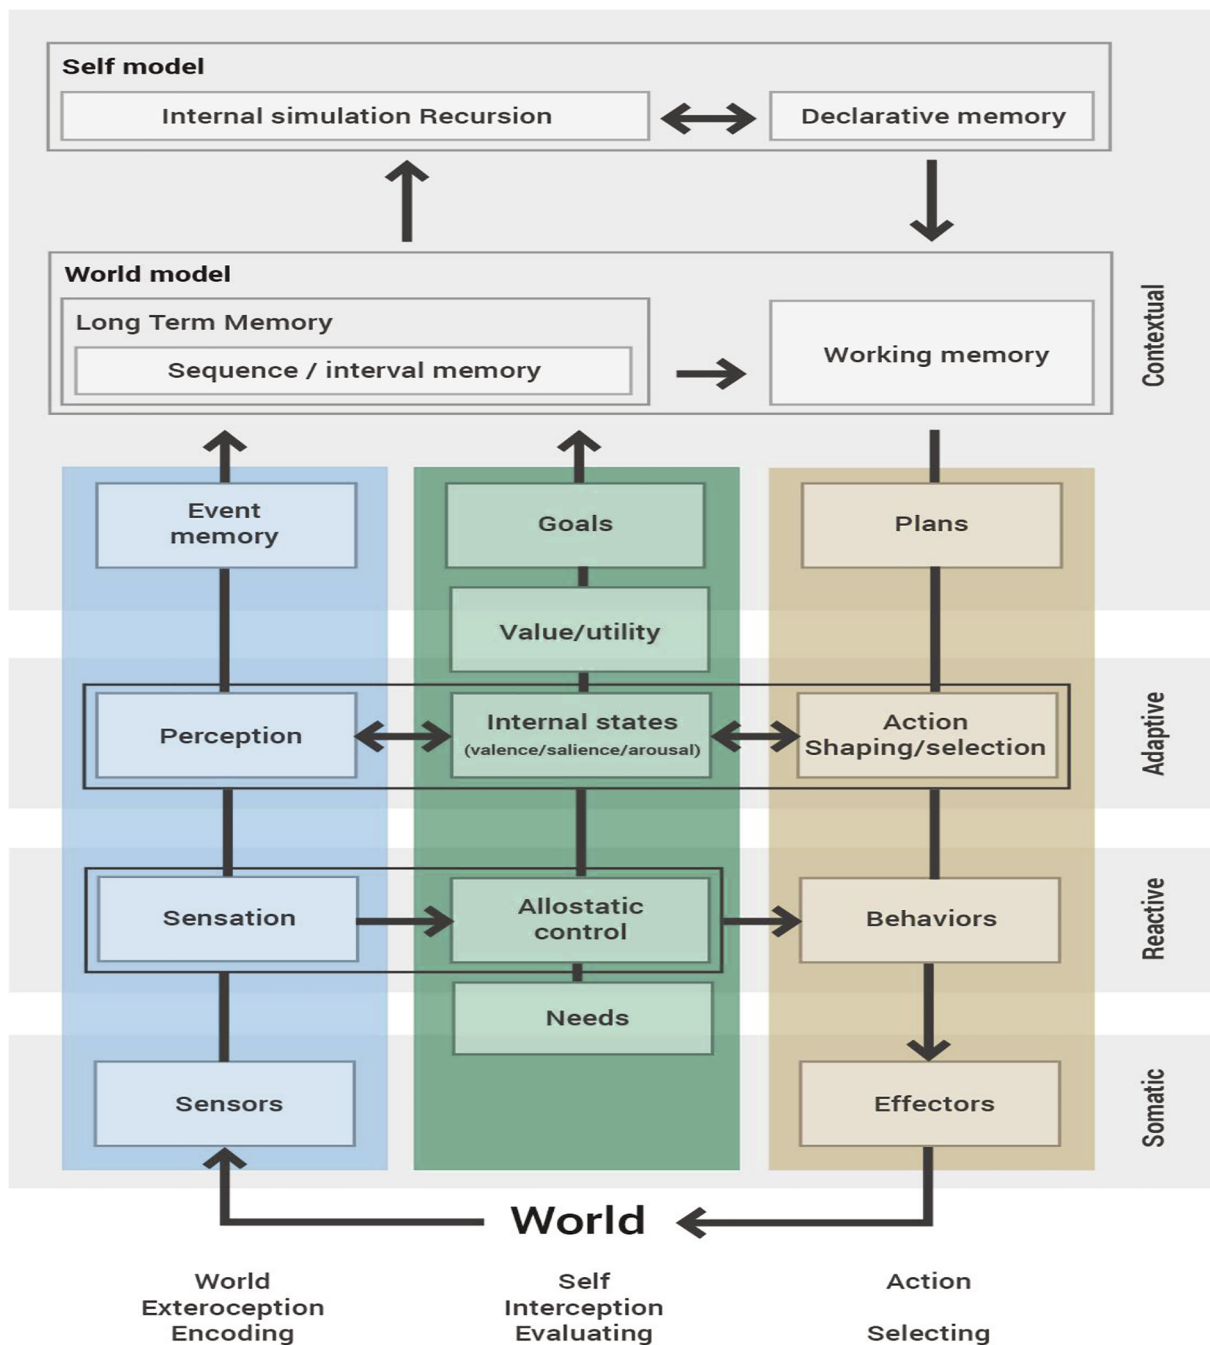 Self model
Internal simulation Recursion
Declarative memory
World model
Long Term Memory
Sequence / interval memory
Working memory
Contextual
Event
memory
Goals
Plans
Value/utility
Perception
Internal states
(valence/salience/arousal)
Action
Shaping/selection
Adaptive
Sensation
Allostatic
control
Behaviors
Reactive
Needs
Sensors
Effectors
Somatic
World
World
Exteroception
Encoding
Self
Interception
Evaluating
Action
Selecting